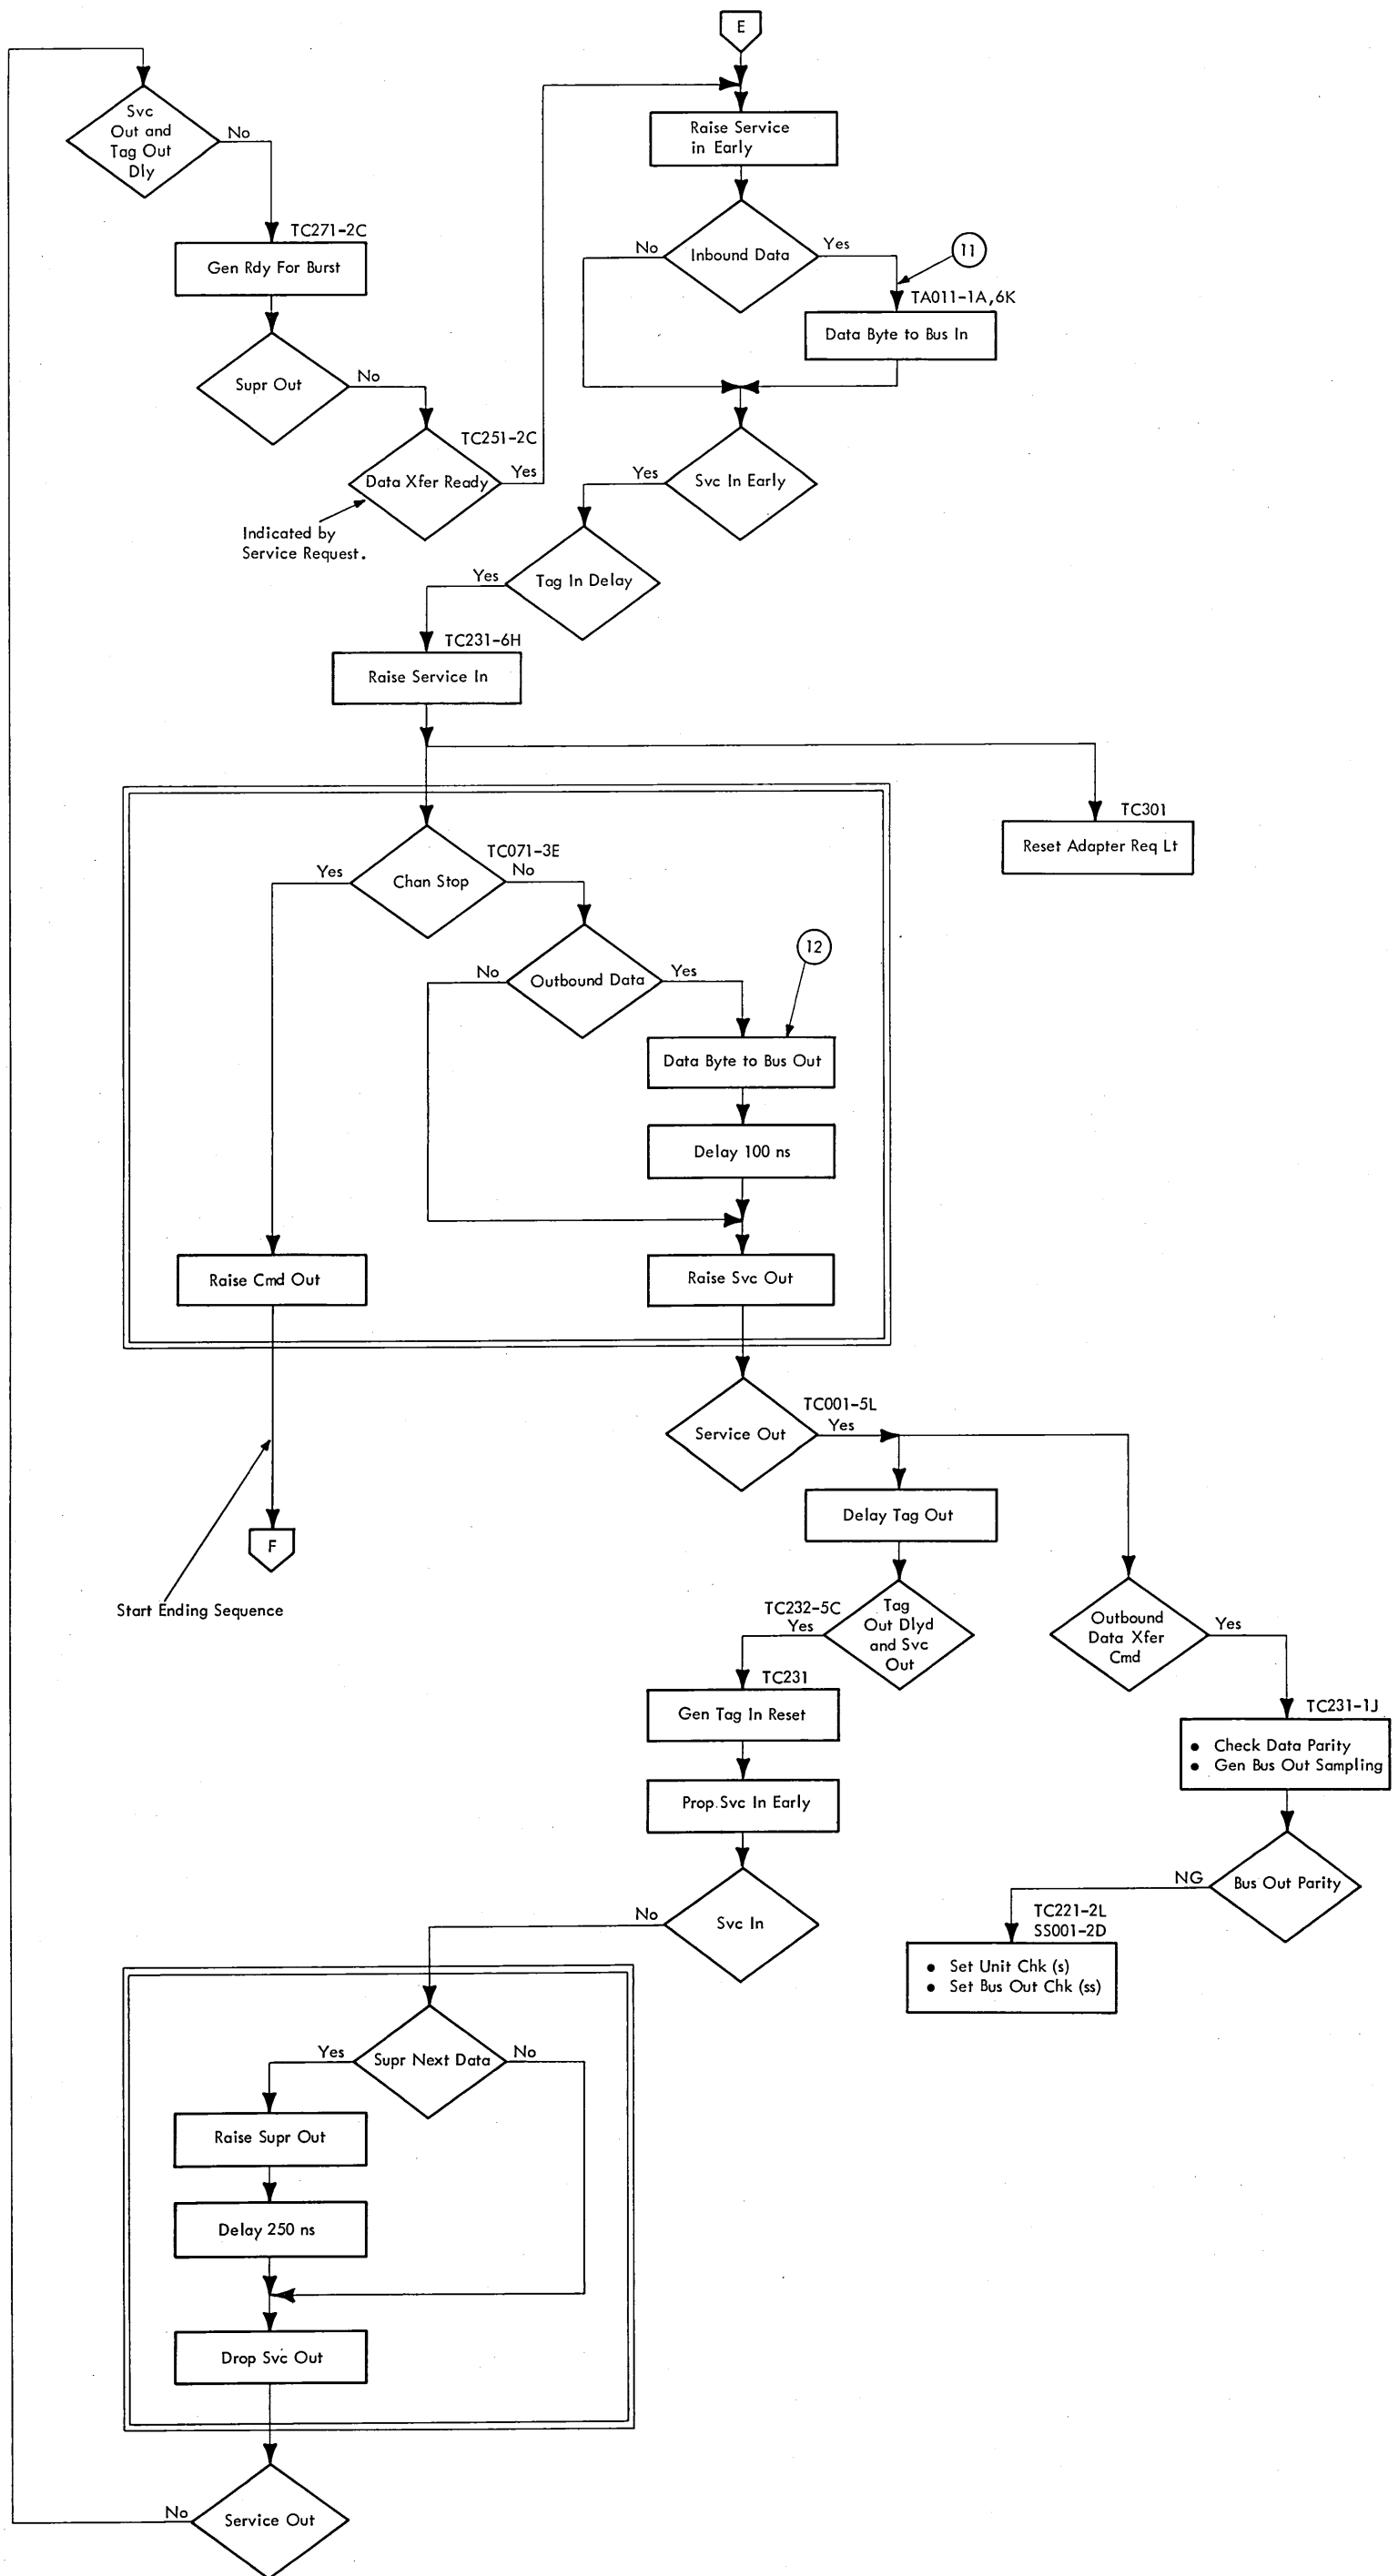 E
Svc
Out and
Tag Out
Dly
No
Raise Service
in Early
TC271-2C
Gen Rdy For Burst
No
Inbound Data
Yes
11
TA011-1A,6K
Data Byte to Bus In
Supr Out
No
TC251-2C
Data Xfer Ready
Yes
Yes
Svc In Early
Indicated by
Service Request.
Yes
Tag In Delay
TC231-6H
Raise Service In
TC301
Reset Adapter Req Lt
TC071-3E
Yes
Chan Stop
No
12
No
Outbound Data
Yes
Data Byte to Bus Out
Delay 100 ns
Raise Cmd Out
Raise Svc Out
TC001-5L
Service Out
Yes
Delay Tag Out
F
Start Ending Sequence
TC232-5C
Yes
Tag
Out Dlyd
and Svc
Out
Outbound
Data Xfer
Cmd
Yes
TC231
Gen Tag In Reset
TC231-1J
• Check Data Parity
• Gen Bus Out Sampling
Prop.Svc In Early
NG
Bus Out Parity
No
Svc In
TC221-2L
SS001-2D
• Set Unit Chk (s)
• Set Bus Out Chk (ss)
Yes
Supr Next Data
No
Raise Supr Out
Delay 250 ns
Drop Svc Out
No
Service Out